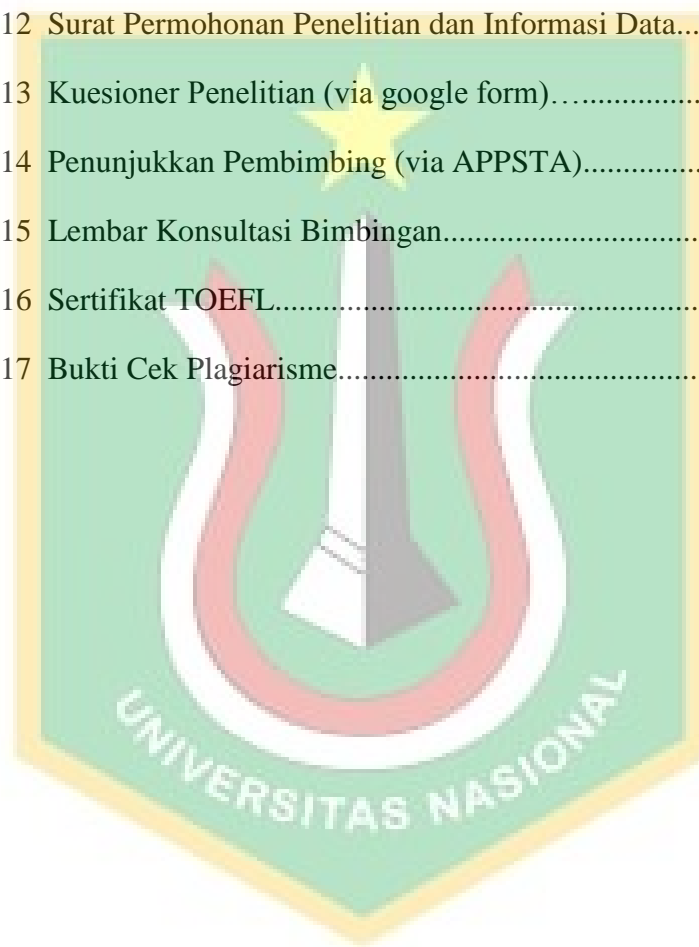 12 Surat Permohonan Penelitian dan Informasi Data...
13 Kuesioner Penelitian (via google form)….................
14 Penunjukkan Pembimbing (via APPSTA)...............
15 Lembar Konsultasi Bimbingan.................................
16 Sertifikat TOEFL......................................................
17 Bukti Cek Plagiarisme..............................................
UNIVERSITAS NASIONAL